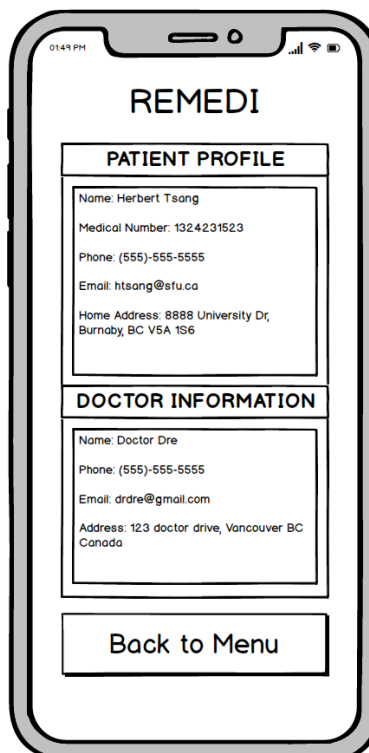 01:49 PM
REMEDI
PATIENT PROFILE
Name: Herbert Tsang
Medical Number: 1324231523
Phone: (555)-555-5555
Email: htsang@sfu.ca
Home Address: 8888 University Dr,
Burnaby, BC V5A 1S6
DOCTOR INFORMATION
Name: Doctor Dre
Phone: (555)-555-5555
Email: drdre@gmail.com
Address: 123 doctor drive, Vancouver BC
Canada
Back to Menu